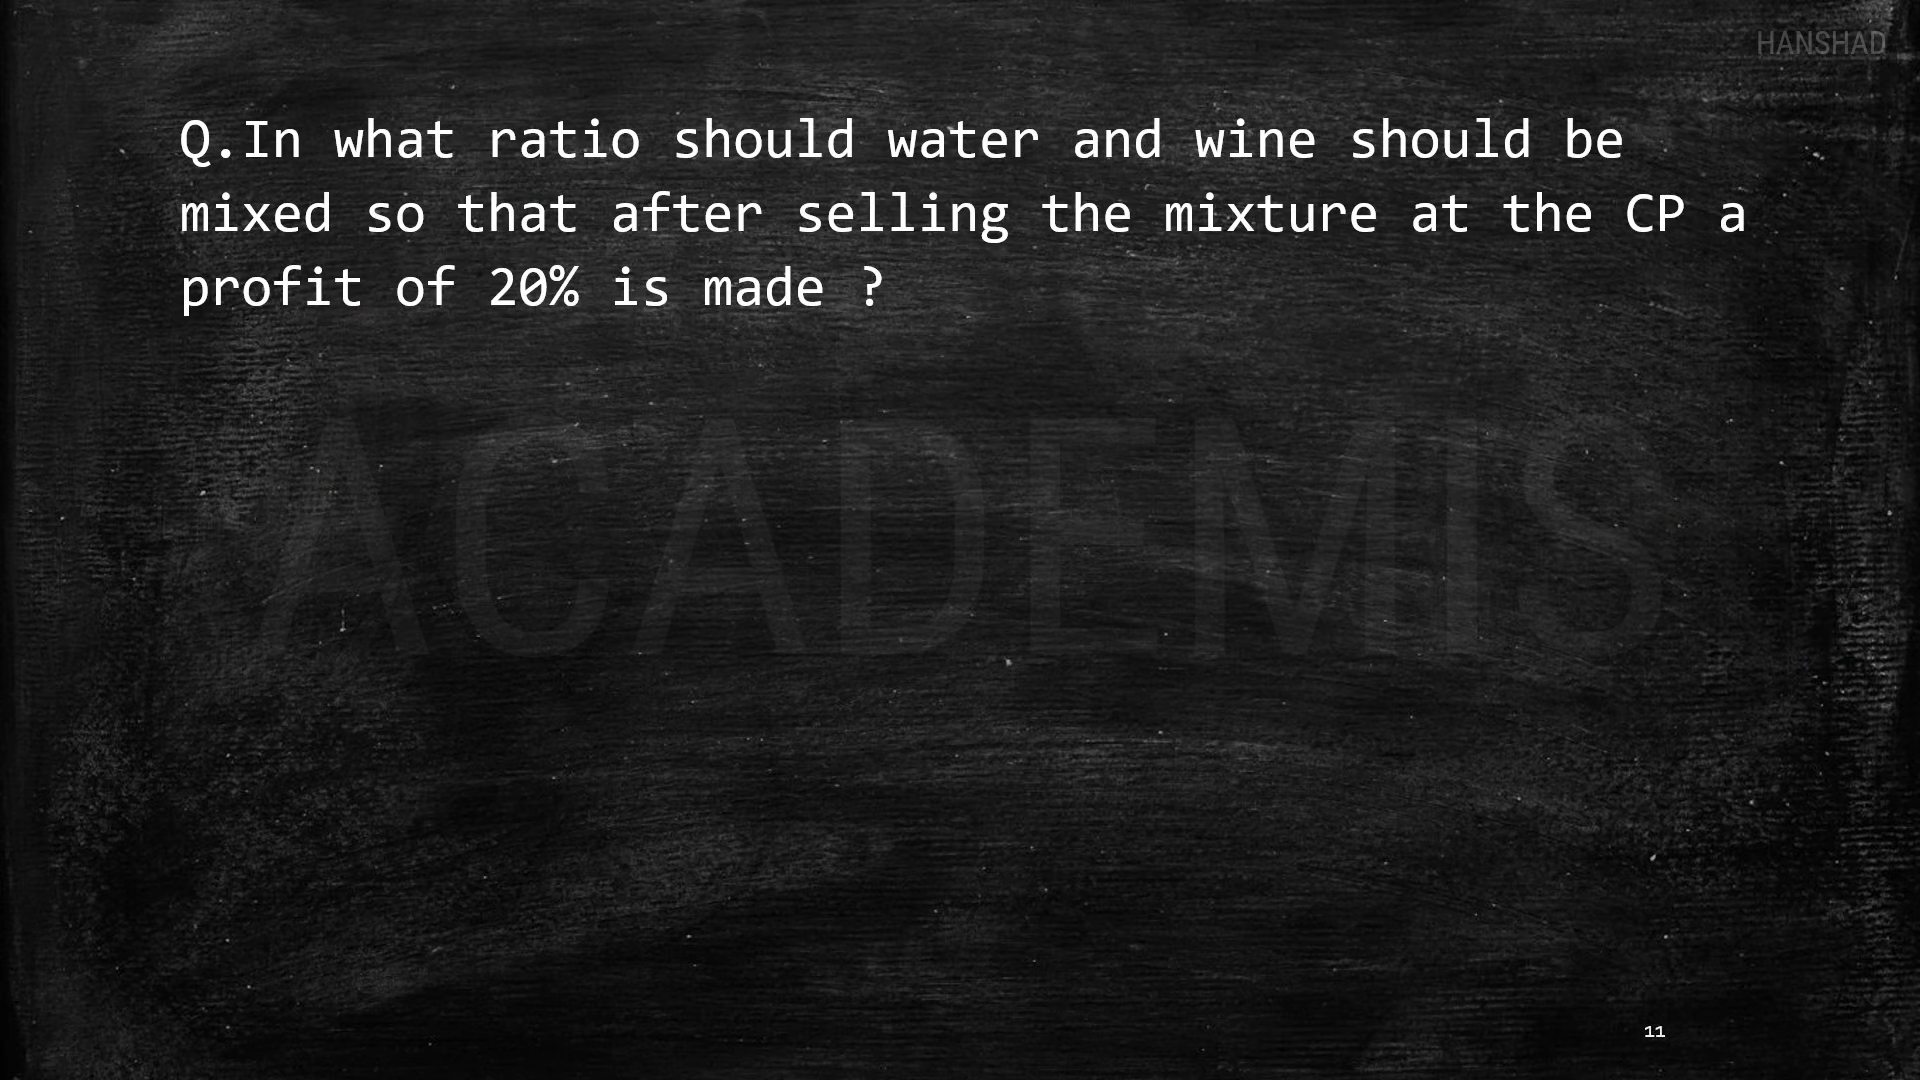 HANSHAD
Q.In what ratio should water and wine should be
mixed so that after selling the mixture at the CP a
profit of 20% is made ?
ACADEMIS
11